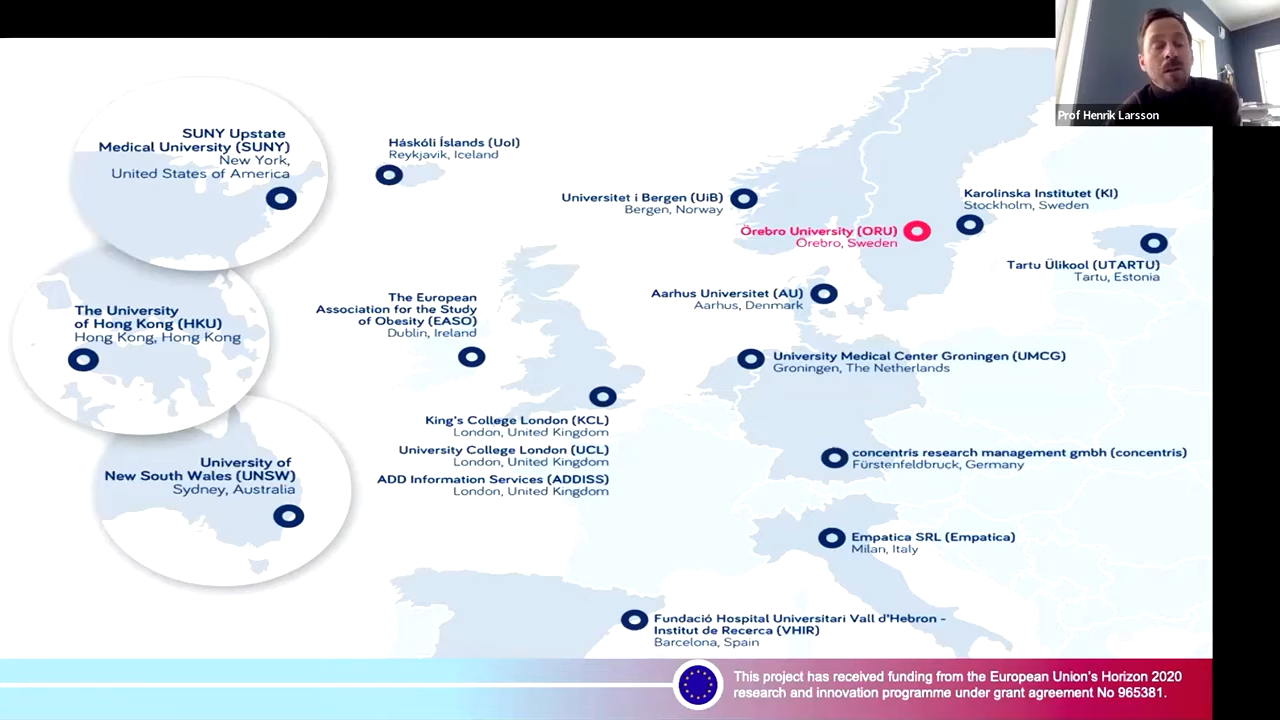 Prof Henrik Larsson
SUNY Upstate
Medical University (SUNY)
New York,
United States of America
Háskóli Íslands (UoI)
Reykjavik, Iceland
Universitet i Bergen (UiB)
Bergen, Norway
Karolinska Institutet (KI)
Stockholm, Sweden
Örebro University (ORU)
Örebro, Sweden
Tartu Ülikool (UTARTU)
Tartu, Estonia
The University
of Hong Kong (HKU)
Hong Kong, Hong Kong
The European
Association for the Study
of Obesity (EASO)
Dublin, Ireland
Aarhus Universitet (AU)
Aarhus, Denmark
University Medical Center Groningen (UMCG)
Groningen, The Netherlands
King's College London (KCL)
London, United Kingdom
University College London (UCL)
London, United Kingdom
ADD Information Services (ADDISS)
London, United Kingdom
University of
New South Wales (UNSW)
Sydney, Australia
concentris research management gmbh (concentris)
Fürstenfeldbruck, Germany
Empatica SRL (Empatica)
Milan, Italy
Fundació Hospital Universitari Vall d'Hebron -
Institut de Recerca (VHIR)
Barcelona, Spain
This project has received funding from the European Union's Horizon 2020
research and innovation programme under grant agreement No 965381.